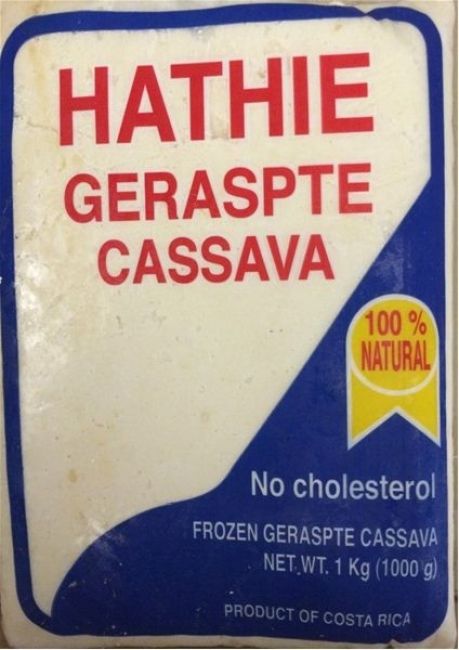 HATHIE
GERASPTE
CASSAVA
100 %
NATURAL
No cholesterol
FROZEN GERASPTE CASSAVA
NET.WT. 1 Kg (1000 g)
PRODUCT OF COSTA RICA